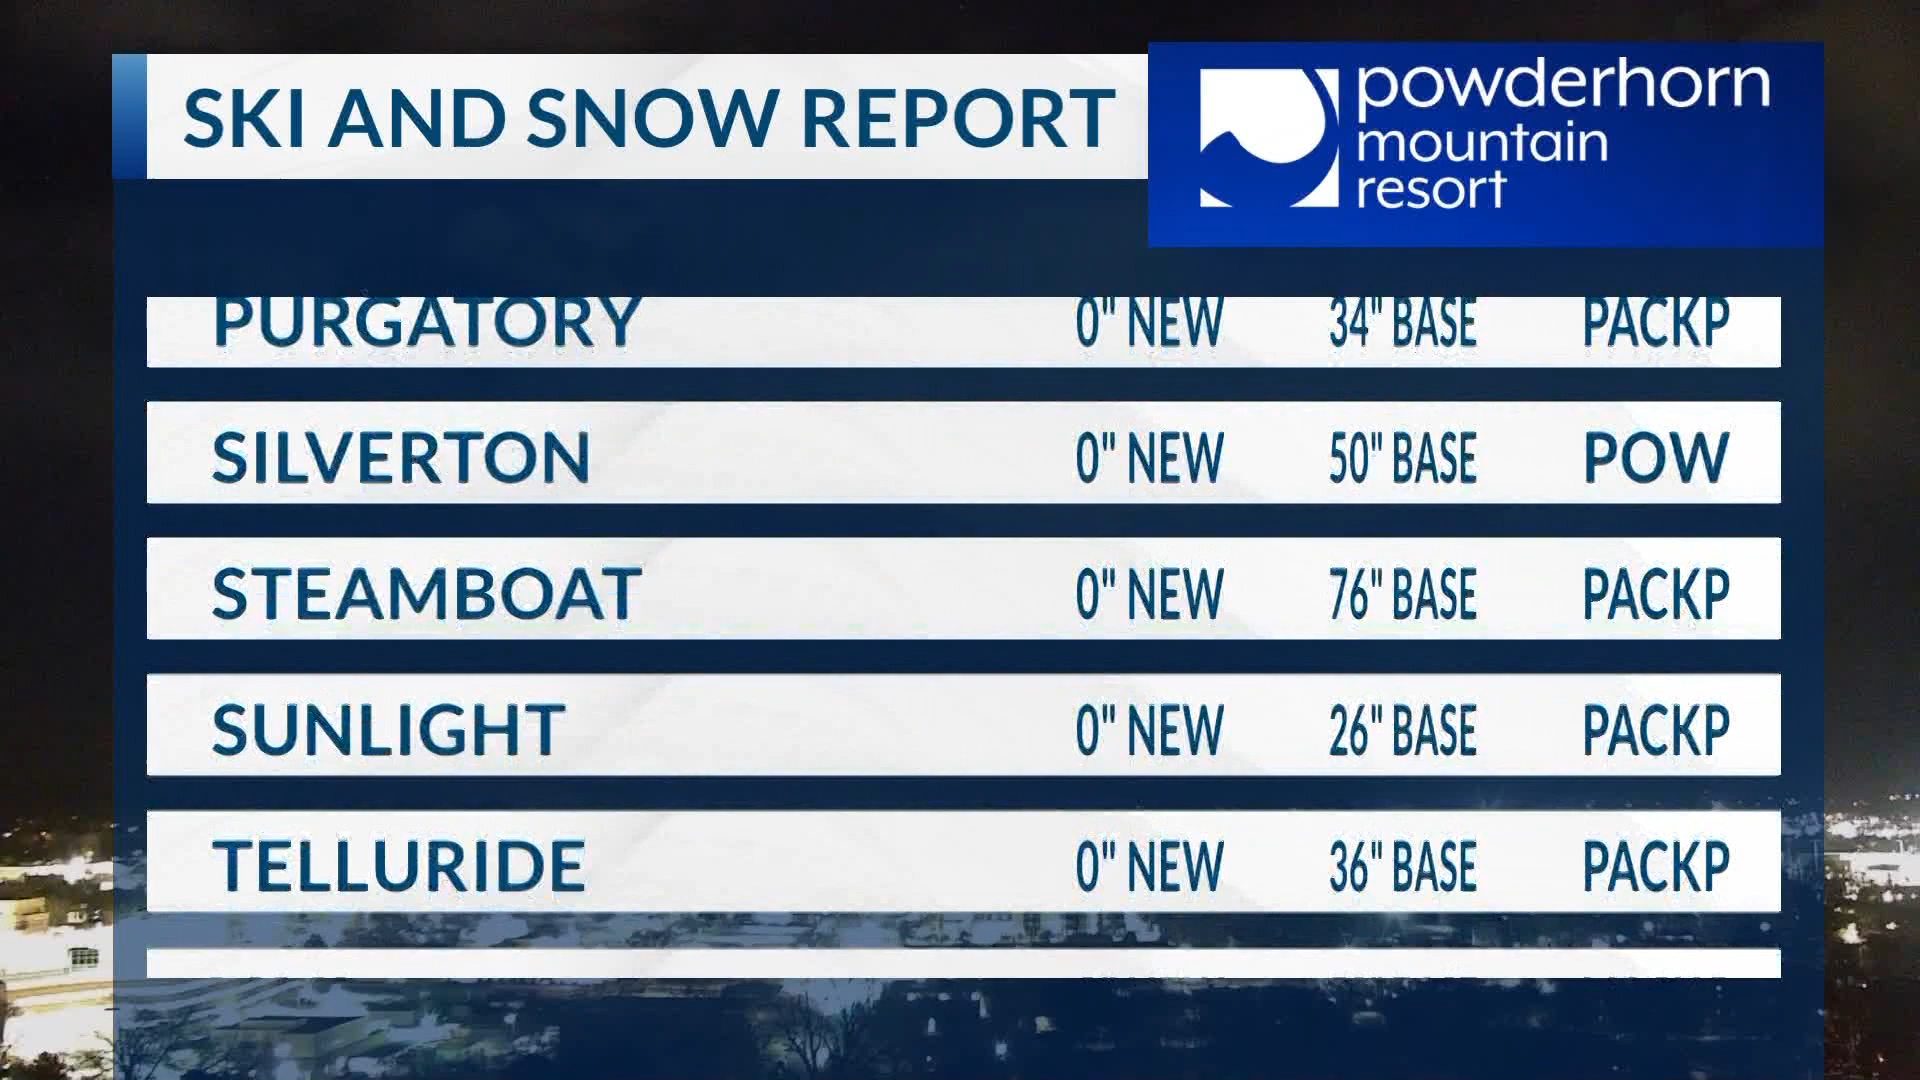 SKI AND SNOW REPORT
powderhorn
mountain
resort
PURGATORY 0" NEW 34" BASE PACKP
SILVERTON 0" NEW 50" BASE POW
STEAMBOAT 0" NEW 76" BASE PACKP
SUNLIGHT 0" NEW 26" BASE PACKP
TELLURIDE 0" NEW 36" BASE PACKP